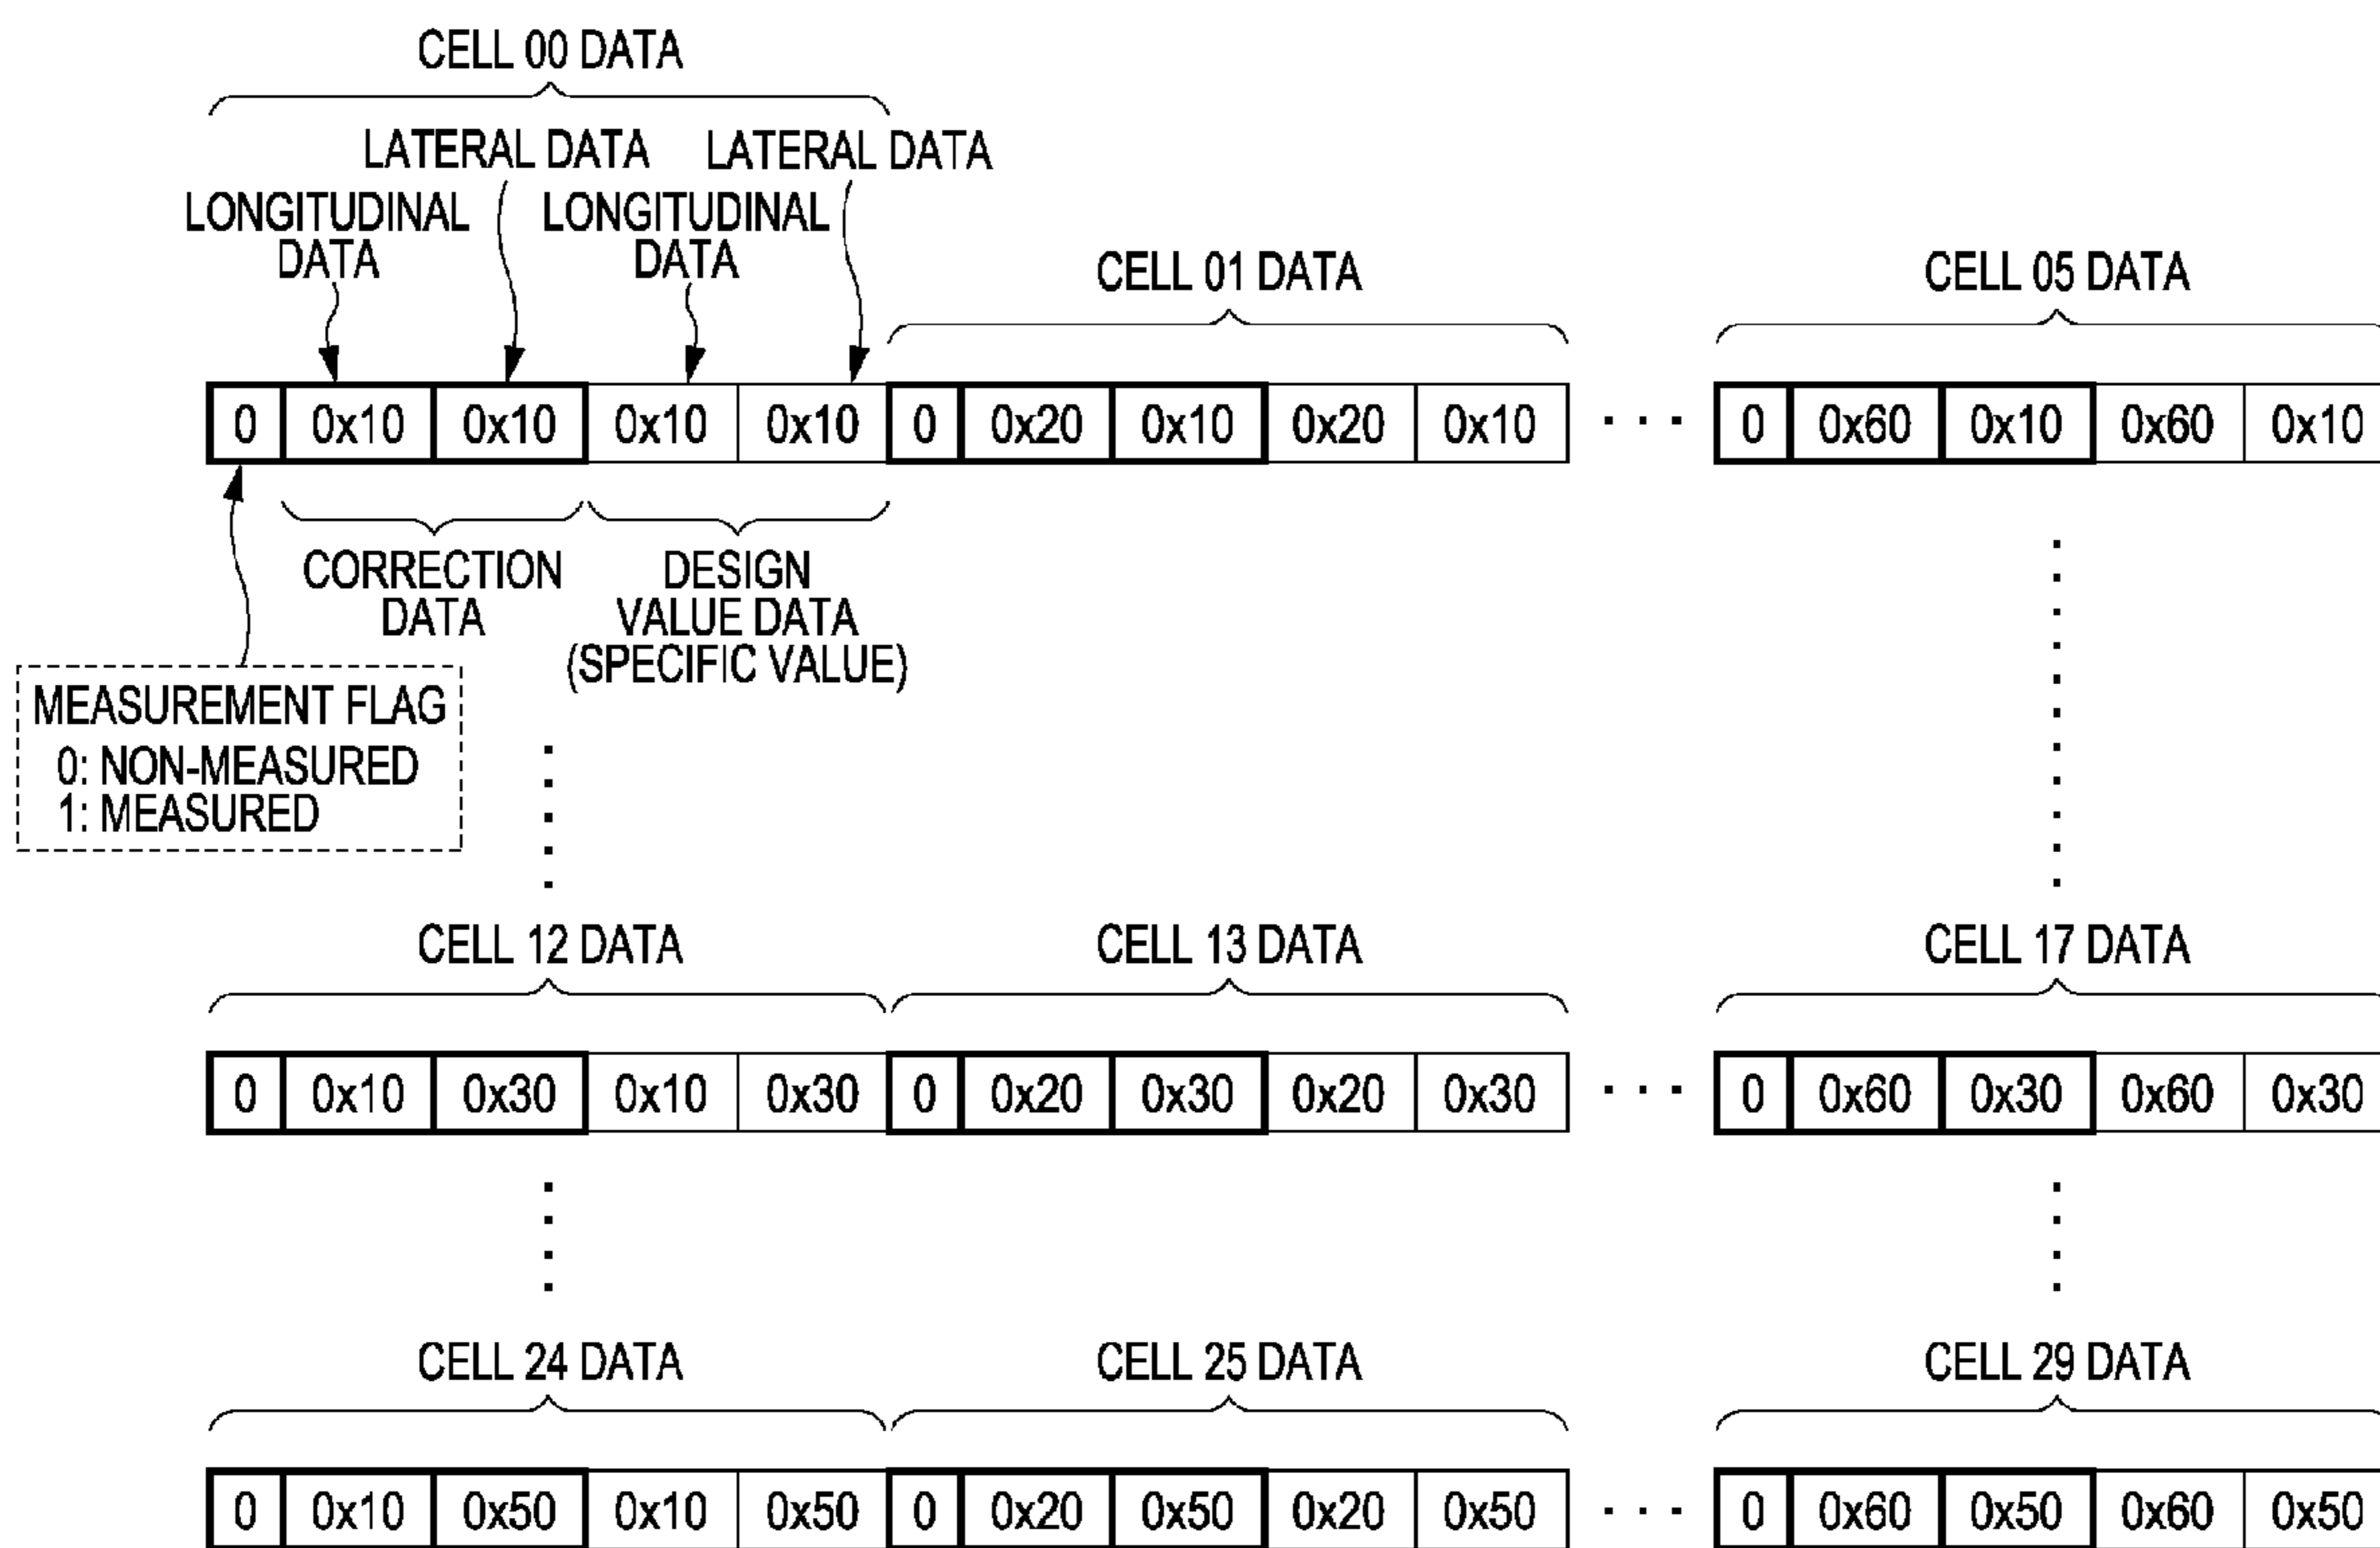 CELL 00 DATA
LATERAL DATA LATERAL DATA
LONGITUDINAL DATA LONGITUDINAL DATA
CELL 01 DATA CELL 05 DATA
0 0x10 0x10 0x10 0x10 0 0x20 0x10 0x20 0x10 ··· 0 0x60 0x10 0x60 0x10
CORRECTION DATA
DESIGN
VALUE DATA
(SPECIFIC VALUE)
MEASUREMENT FLAG
0: NON-MEASURED
1: MEASURED
CELL 12 DATA CELL 13 DATA CELL 17 DATA
0 0x10 0x30 0x10 0x30 0 0x20 0x30 0x20 0x30 ··· 0 0x60 0x30 0x60 0x30
CELL 24 DATA CELL 25 DATA CELL 29 DATA
0 0x10 0x50 0x10 0x50 0 0x20 0x50 0x20 0x50 ··· 0 0x60 0x50 0x60 0x50